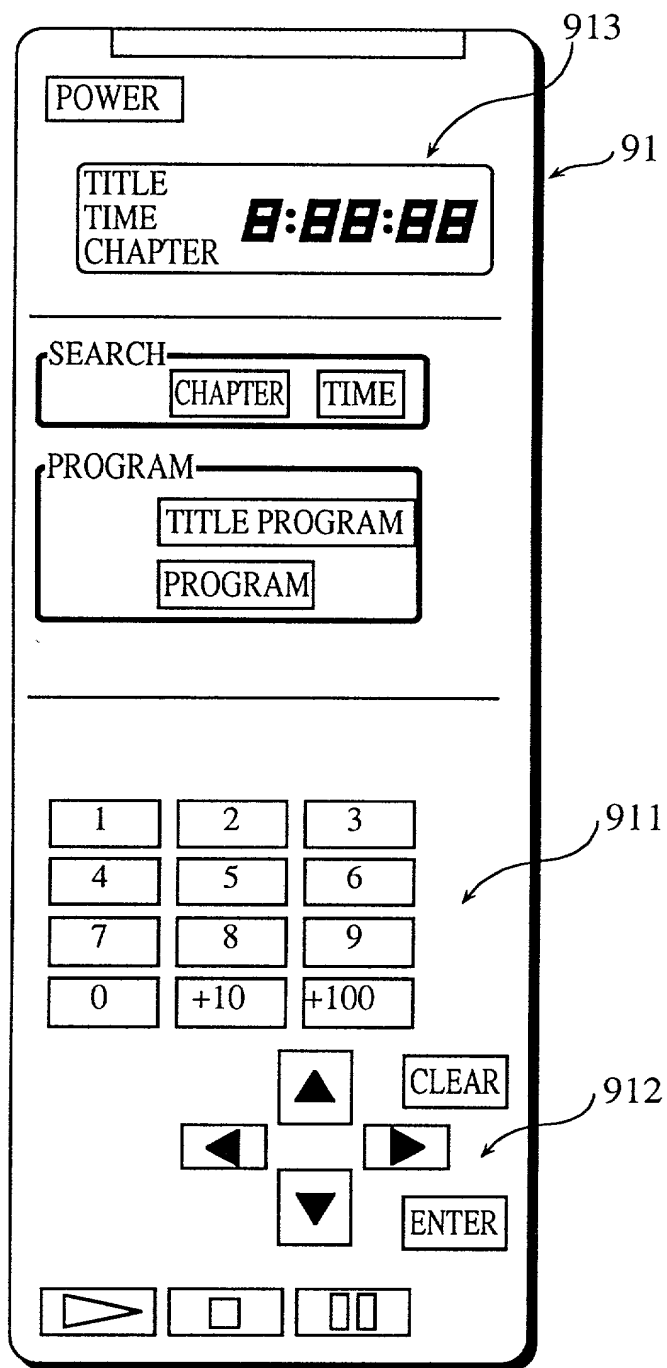 913
POWER
91
TITLE
TIME 8:88:88
CHAPTER
SEARCH
CHAPTER TIME
PROGRAM
TITLE PROGRAM
PROGRAM
1 2 3
911
4 5 6
7 8 9
0 +10 +100
CLEAR
912
ENTER